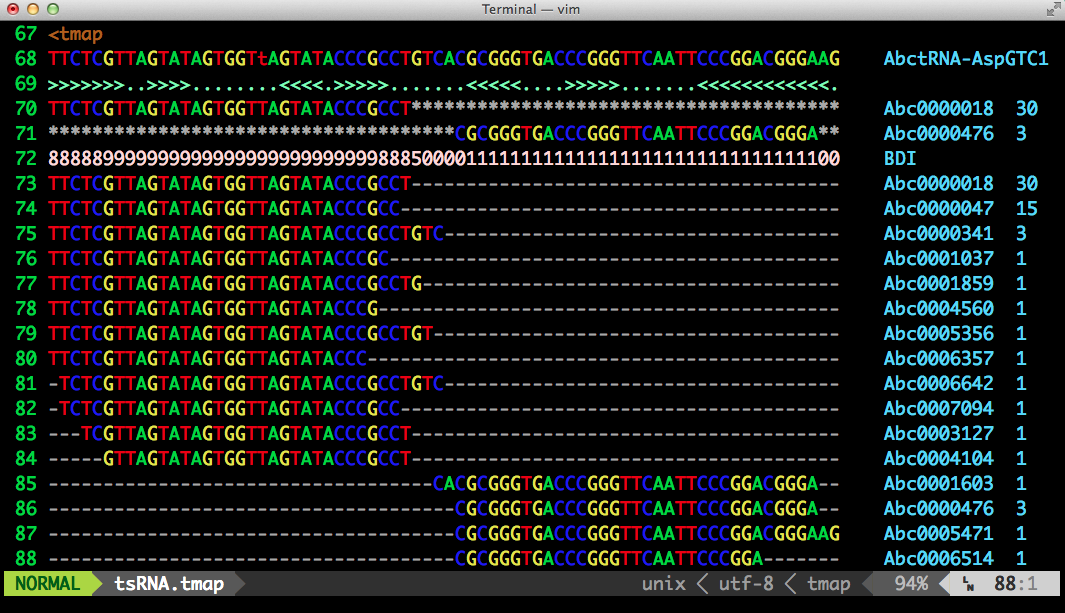 Terminal — vim
67 <tmap
68 TTCTCGTTAGTATAGTGGTtAGTATACCCGCCTGTCACGCGGGTGACCCGGGTTCAATTCCCGGACGGGAAG    AbctRNA-AspGTC1
69 >>>>>>>..>>>>........<<<<.>>>>>.......<<<<<....>>>>>.......<<<<<<<<<<<<.
70 TTCTCGTTAGTATAGTGGTTAGTATACCCGCCT***************************************    Abc0000018  30
71 *************************************CGCGGGTGACCCGGGTTCAATTCCCGGACGGGA**    Abc0000476  3
72 888889999999999999999999999999888500001111111111111111111111111111111100    BDI
73 TTCTCGTTAGTATAGTGGTTAGTATACCCGCCT---------------------------------------    Abc0000018  30
74 TTCTCGTTAGTATAGTGGTTAGTATACCCGCC----------------------------------------    Abc0000047  15
75 TTCTCGTTAGTATAGTGGTTAGTATACCCGCCTGTC------------------------------------    Abc0000341  3
76 TTCTCGTTAGTATAGTGGTTAGTATACCCGC-----------------------------------------    Abc0001037  1
77 TTCTCGTTAGTATAGTGGTTAGTATACCCGCCTG--------------------------------------    Abc0001859  1
78 TTCTCGTTAGTATAGTGGTTAGTATACCCG------------------------------------------    Abc0004560  1
79 TTCTCGTTAGTATAGTGGTTAGTATACCCGCCTGT-------------------------------------    Abc0005356  1
80 TTCTCGTTAGTATAGTGGTTAGTATACCC-------------------------------------------    Abc0006357  1
81 -TCTCGTTAGTATAGTGGTTAGTATACCCGCCTGTC------------------------------------    Abc0006642  1
82 -TCTCGTTAGTATAGTGGTTAGTATACCCGCC----------------------------------------    Abc0007094  1
83 ---TCGTTAGTATAGTGGTTAGTATACCCGCCT---------------------------------------    Abc0003127  1
84 -----GTTAGTATAGTGGTTAGTATACCCGCCT---------------------------------------    Abc0004104  1
85 -----------------------------------CACGCGGGTGACCCGGGTTCAATTCCCGGACGGGA--    Abc0001603  1
86 -------------------------------------CGCGGGTGACCCGGGTTCAATTCCCGGACGGGA--    Abc0000476  3
87 -------------------------------------CGCGGGTGACCCGGGTTCAATTCCCGGACGGGAAG    Abc0005471  1
88 -------------------------------------CGCGGGTGACCCGGGTTCAATTCCCGGA-------    Abc0006514  1
NORMAL tsRNA.tmap unix < utf-8 < tmap 94% LN 88:1